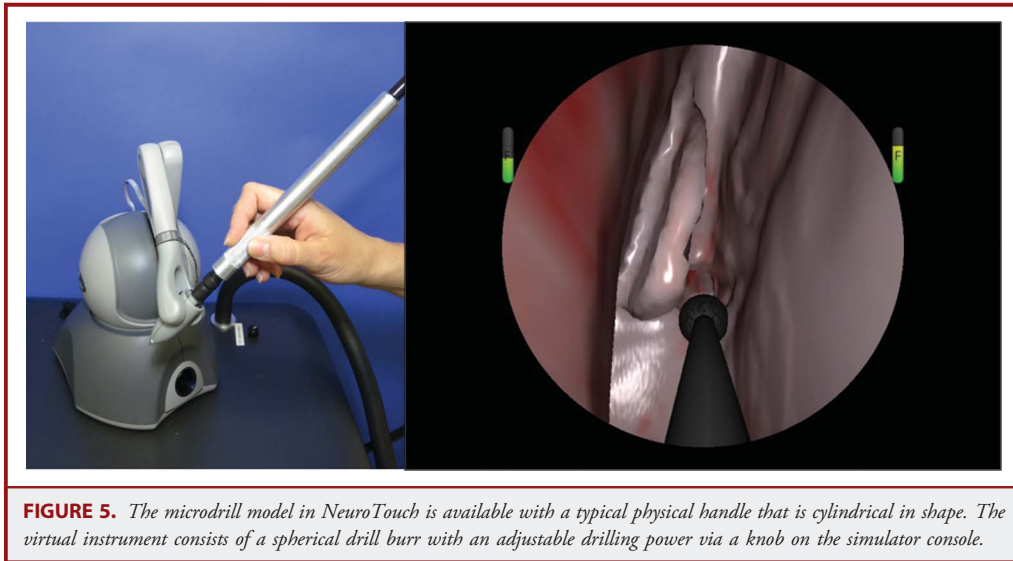 F
F
FIGURE 5. The microdrill model in NeuroTouch is available with a typical physical handle that is cylindrical in shape. The
virtual instrument consists of a spherical drill burr with an adjustable drilling power via a knob on the simulator console.